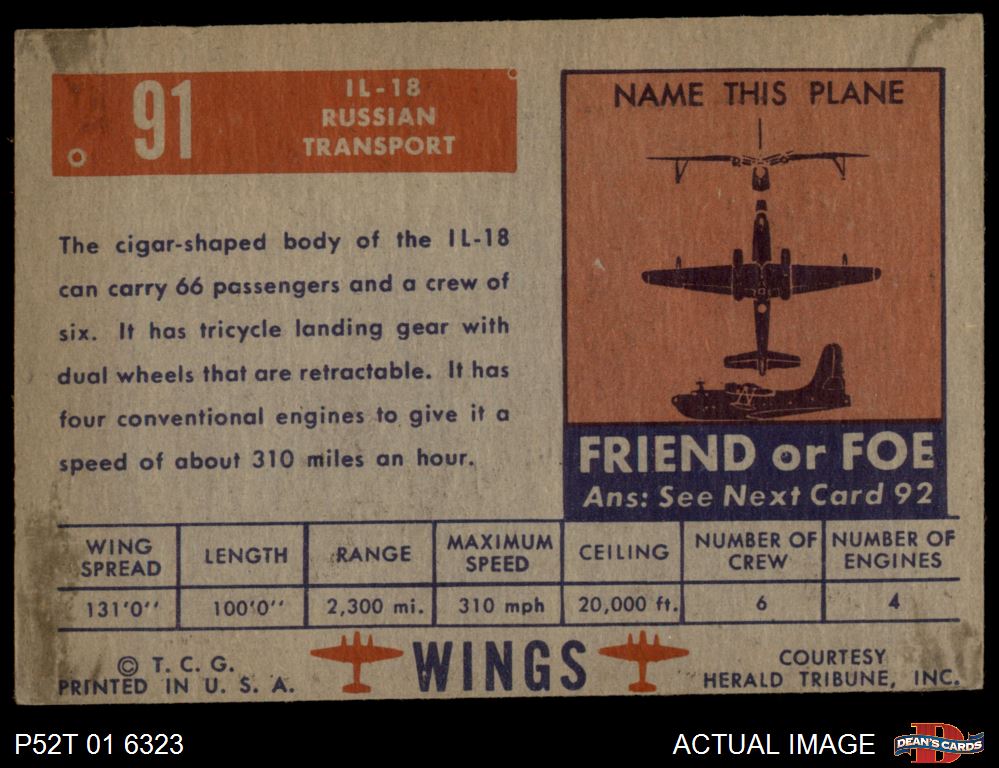 91
IL-18
RUSSIAN
TRANSPORT
The cigar-shaped body of the IL-18
can carry 66 passengers and a crew of
six. It has tricycle landing gear with
dual wheels that are retractable. It has
four conventional engines to give it a
speed of about 310 miles an hour.
NAME THIS PLANE
FRIEND or FOE
Ans: See Next Card 92
WING SPREAD LENGTH RANGE MAXIMUM SPEED CEILING NUMBER OF CREW NUMBER OF ENGINES
131'0'' 100'0'' 2,300 mi. 310 mph 20,000 ft. 6 4
© T. C. G.
PRINTED IN U. S. A.
WINGS
COURTESY
HERALD TRIBUNE, INC.
P52T 01 6323
ACTUAL IMAGE
DEAN'S CARDS